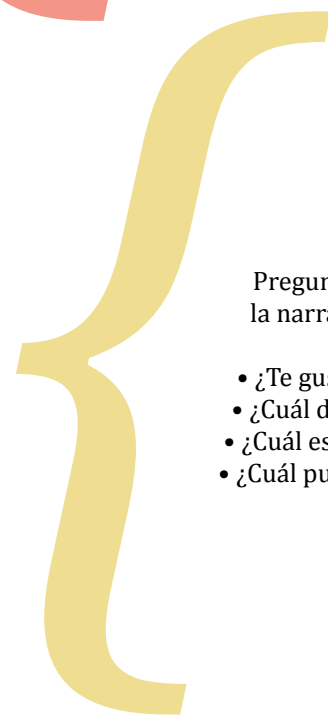 Pregun
la narra
• ¿Te gus
• ¿Cuál d
• ¿Cuál es
• ¿Cuál pu